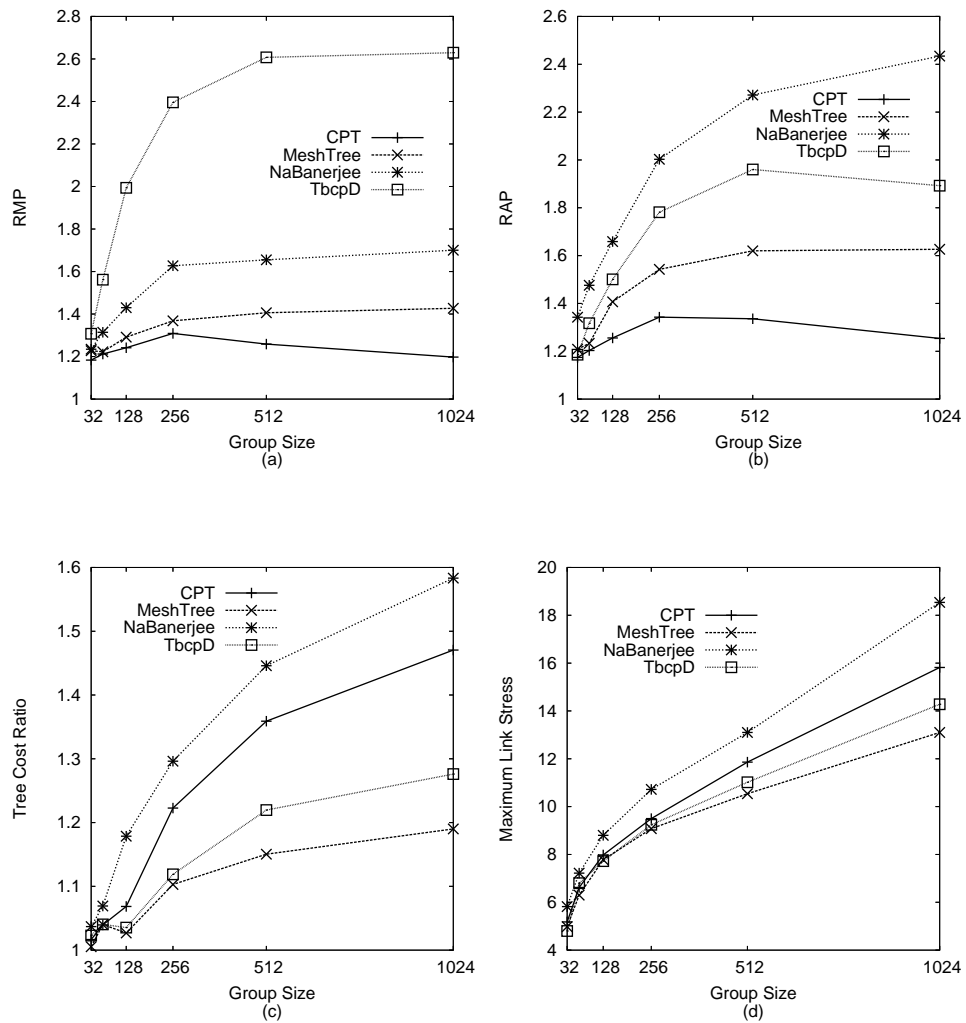 2.8
2.6
2.4
2.2
2
1.8
1.6
1.4
1.2
1
RMP
CPT
MeshTree
NaBanerjee
TbcpD
32 128 256 512 1024
Group Size
(a)
2.6
2.4
2.2
2
1.8
1.6
1.4
1.2
1
RAP
CPT
MeshTree
NaBanerjee
TbcpD
32 128 256 512 1024
Group Size
(b)
1.6
1.5
1.4
1.3
1.2
1.1
1
Tree Cost Ratio
CPT
MeshTree
NaBanerjee
TbcpD
32 128 256 512 1024
Group Size
(c)
20
18
16
14
12
10
8
6
4
Maximum Link Stress
CPT
MeshTree
NaBanerjee
TbcpD
32 128 256 512 1024
Group Size
(d)